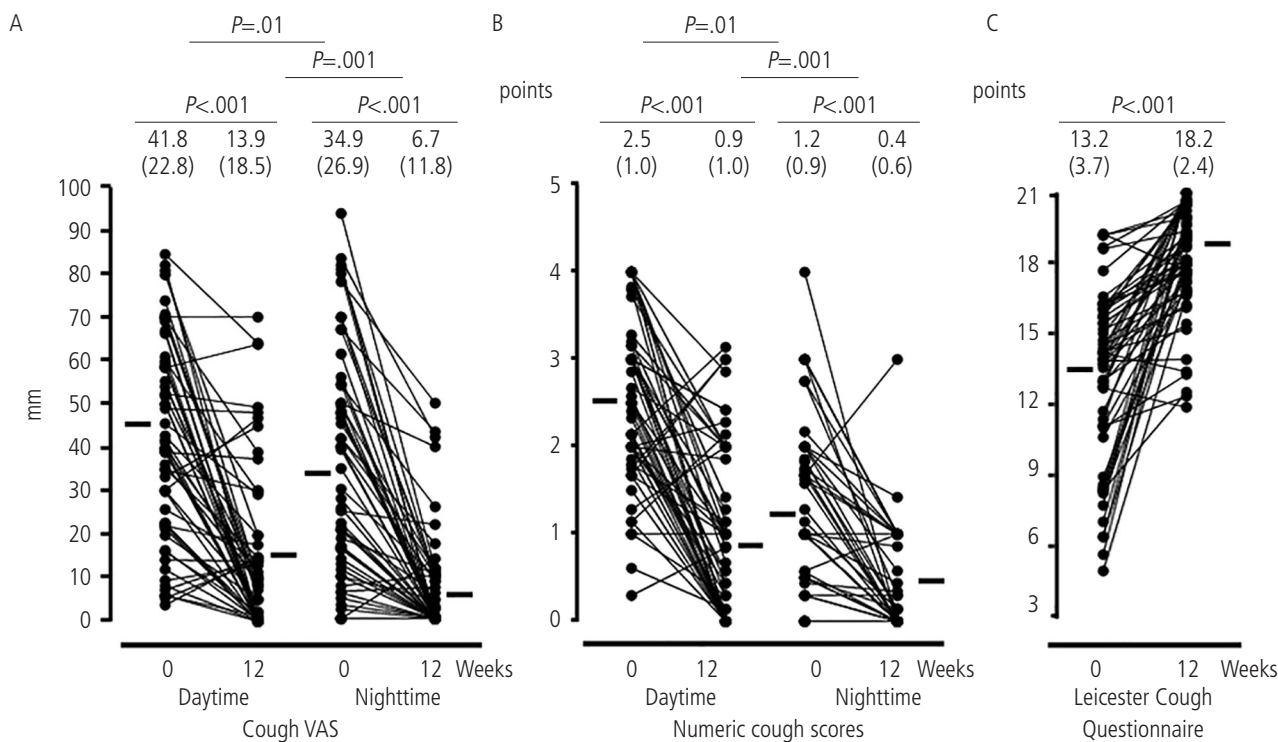 A
P=.01
P=.001
P<.001 P<.001
41.8 13.9 34.9 6.7
(22.8) (18.5) (26.9) (11.8)
100
90
80
70
60
50
40
30
20
10
0
mm
0 12 0 12 Weeks
Daytime Nighttime
Cough VAS
B
P=.01
P=.001
points
P<.001 P<.001
2.5 0.9 1.2 0.4
(1.0) (1.0) (0.9) (0.6)
5
4
3
2
1
0
0 12 0 12 Weeks
Daytime Nighttime
Numeric cough scores
C
points
P<.001
13.2 18.2
(3.7) (2.4)
21
18
15
12
9
6
3
0 12 Weeks
Leicester Cough
Questionnaire